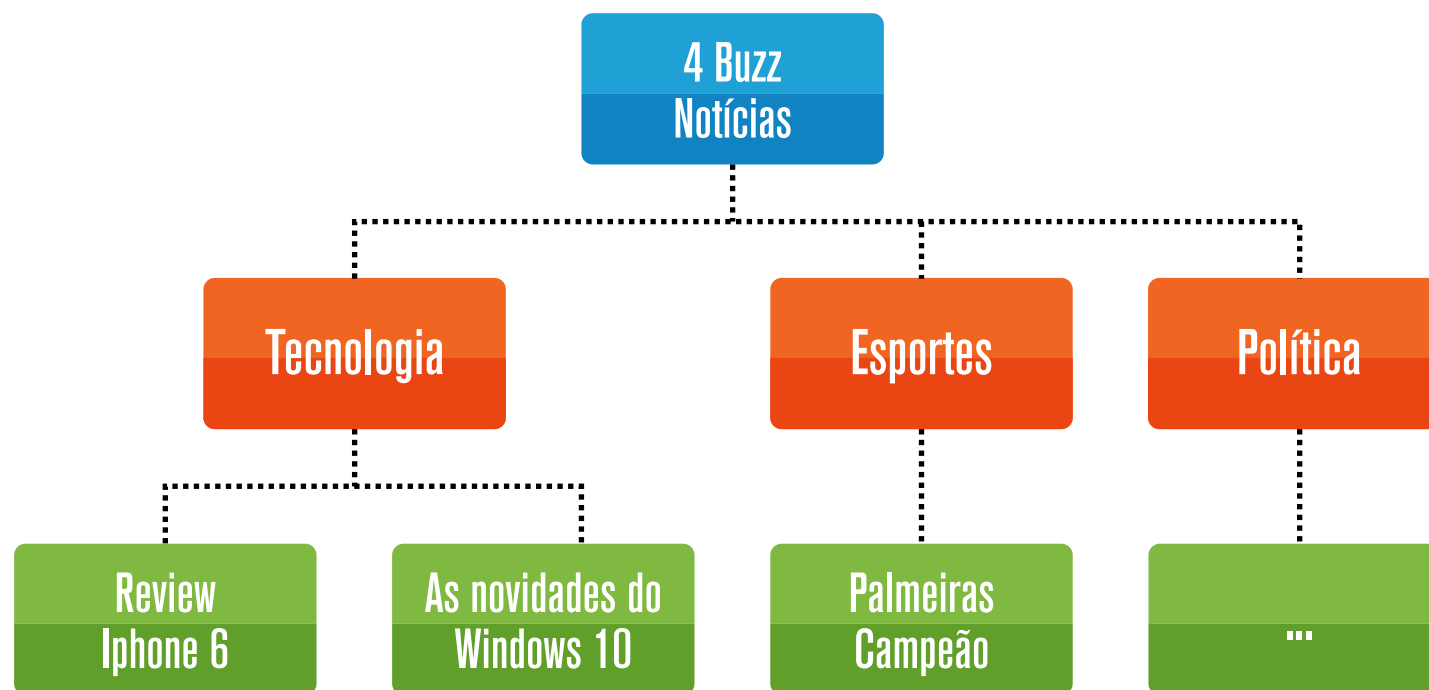 4 Buzz
Notícias
Tecnologia
Esportes
Política
Review
Iphone 6
As novidades do
Windows 10
Palmeiras
Campeão
...